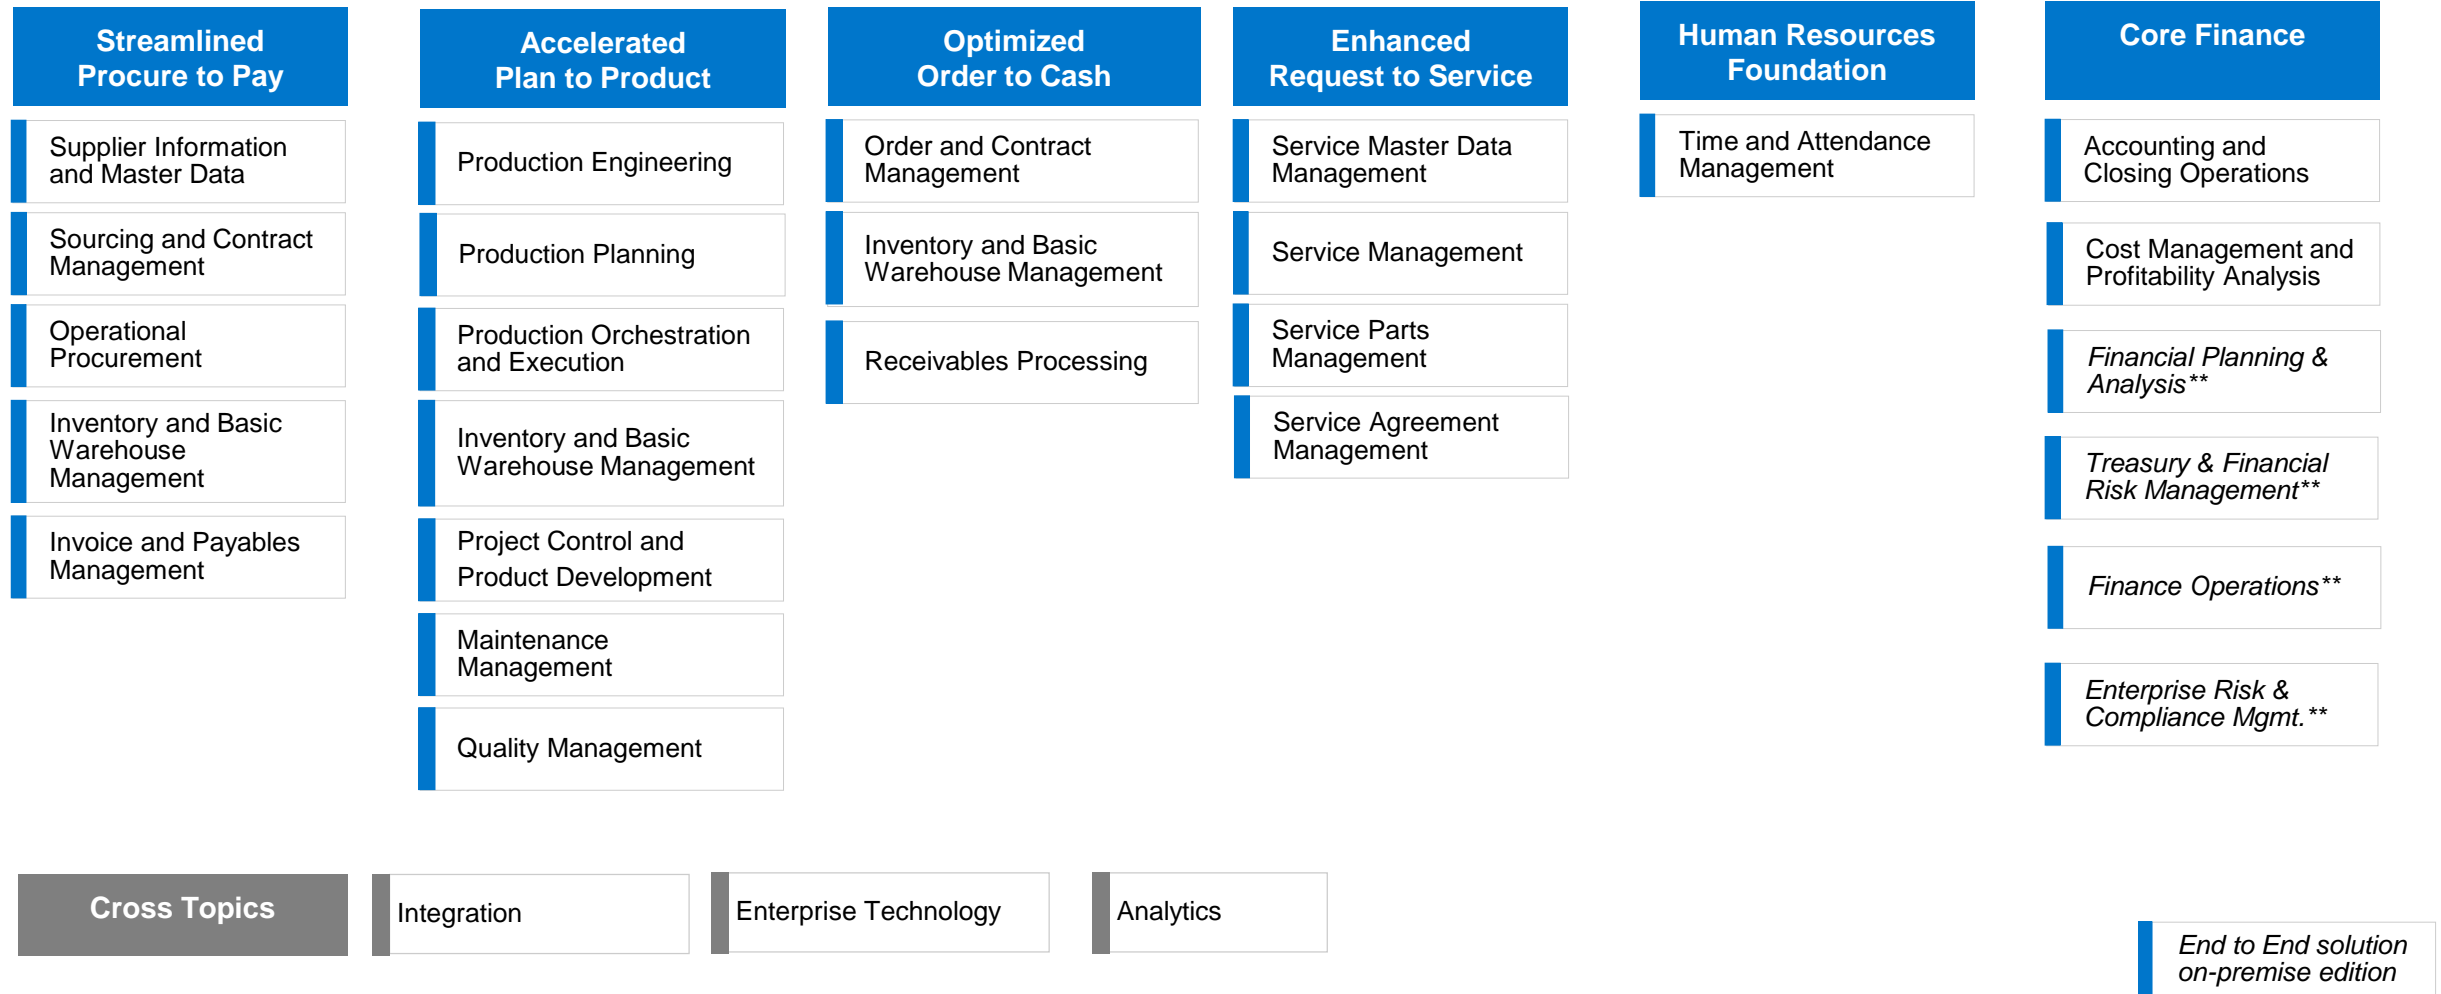 Streamlined
Procure to Pay
Supplier Information
and Master Data
Sourcing and Contract
Management
Operational
Procurement
Inventory and Basic
Warehouse
Management
Invoice and Payables
Management
Accelerated
Plan to Product
Production Engineering
Production Planning
Production Orchestration
and Execution
Inventory and Basic
Warehouse Management
Project Control and
Product Development
Maintenance
Management
Quality Management
Optimized
Order to Cash
Order and Contract
Management
Inventory and Basic
Warehouse Management
Receivables Processing
Enhanced
Request to Service
Service Master Data
Management
Service Management
Service Parts
Management
Service Agreement
Management
Human Resources
Foundation
Time and Attendance
Management
Core Finance
Accounting and
Closing Operations
Cost Management and
Profitability Analysis
Financial Planning &
Analysis**
Treasury & Financial
Risk Management**
Finance Operations**
Enterprise Risk &
Compliance Mgmt.**
Cross Topics
Integration
Enterprise Technology
Analytics
End to End solution
on-premise edition